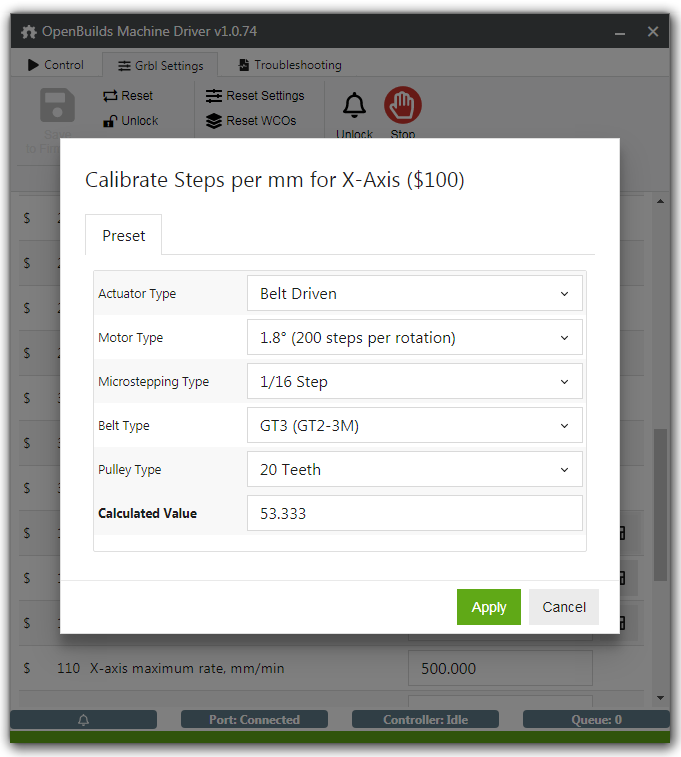 OpenBuilds Machine Driver v1.0.74
Control Grbl Settings Troubleshooting
Reset Reset Settings
Save Unlock Reset WCOs Unlock Stop
Calibrate Steps per mm for X-Axis ($100)
Preset
Actuator Type Belt Driven
Motor Type 1.8° (200 steps per rotation)
Microstepping Type 1/16 Step
Belt Type GT3 (GT2-3M)
Pulley Type 20 Teeth
Calculated Value 53.333
Apply Cancel
$ 110 X-axis maximum rate, mm/min 500.000
Port: Connected Controller: Idle Queue: 0